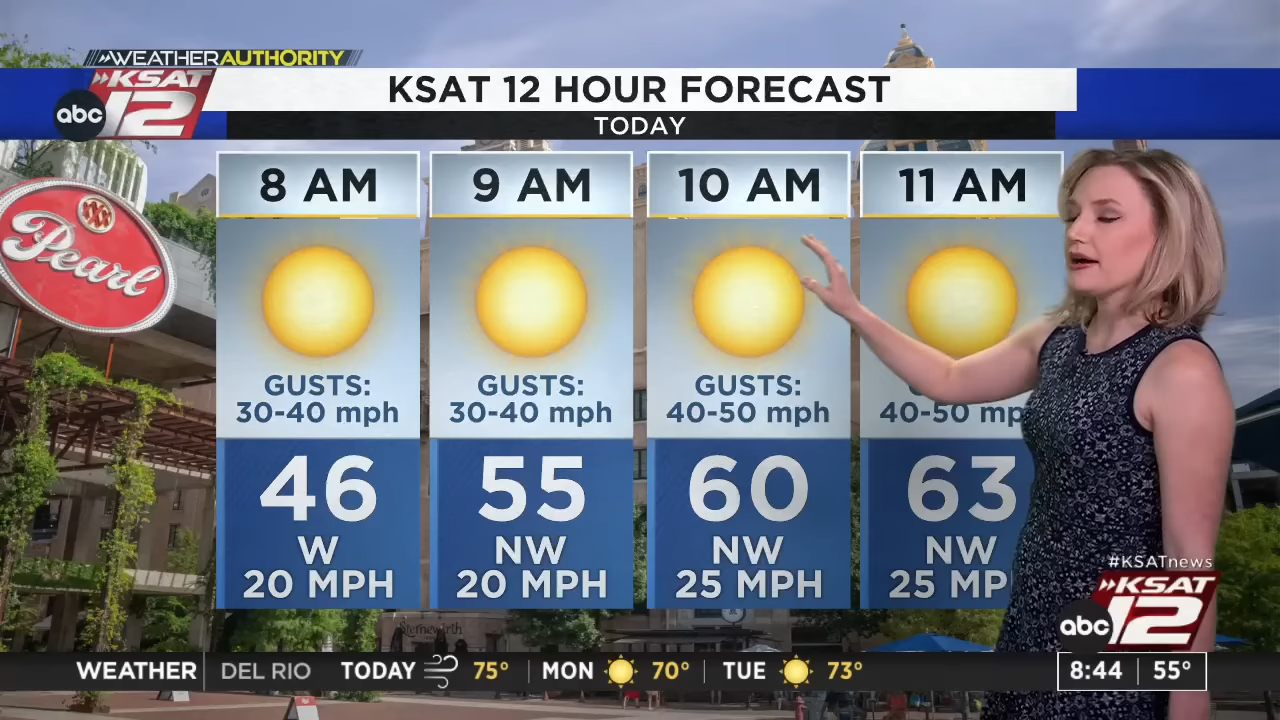 WEATHERAUTHORITY
KSAT
abc 12
KSAT 12 HOUR FORECAST
TODAY
Pearl
8 AM
GUSTS:
30-40 mph
46
W
20 MPH
9 AM
GUSTS:
30-40 mph
55
NW
20 MPH
10 AM
GUSTS:
40-50 mph
60
NW
25 MPH
11 AM
40-50 mp
63
NW
25 MP
#KSATnews
KSAT
abc 12
WEATHER DEL RIO TODAY 75° MON 70° TUE 73°
8:44 55°